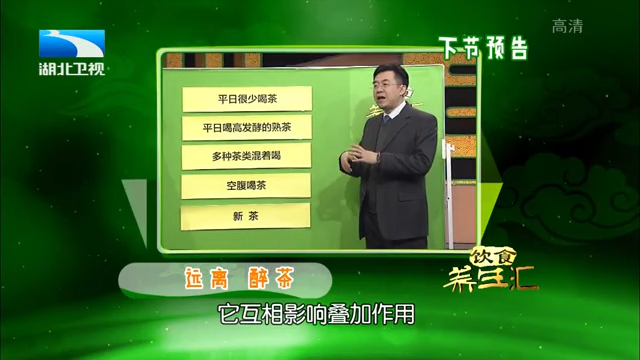 湖北卫视
高清
下节预告
平日很少喝茶
平日喝高发酵的熟茶
多种茶类混着喝
空腹喝茶
新 茶
饮食
养生汇
远离 醉茶
它互相影响叠加作用